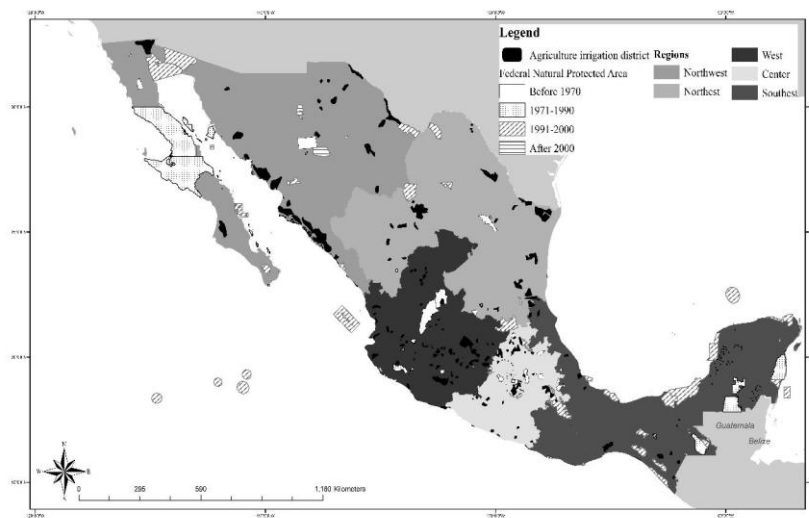 Legend
Agriculture irrigation district
Federal Natural Protected Area
Before 1970
1971-1990
1991-2000
After 2000
Regions
Northwest
Northest
West
Center
Southest
Guatemala
Belize
0 295 590 1,180 Kilometers